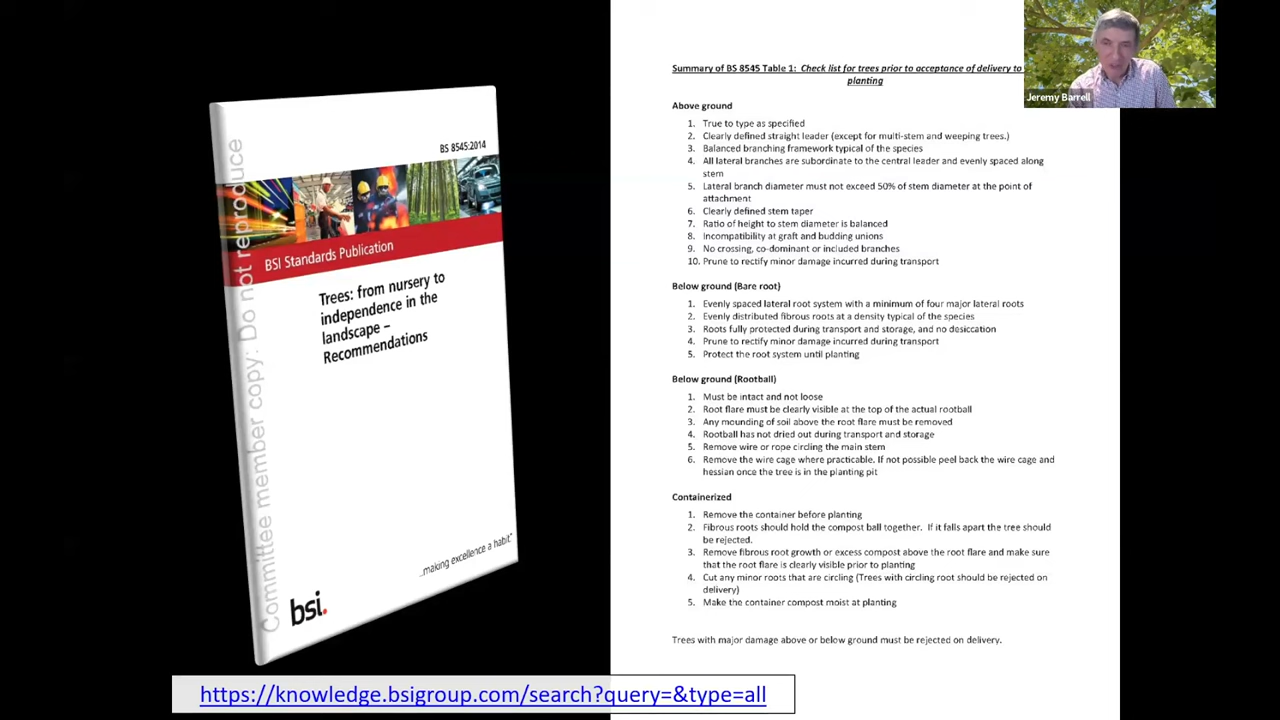 Committee member copy: Do not reproduce
BS 8545:2014
BSI Standards Publication
Trees: from nursery to
independence in the
landscape –
Recommendations
...making excellence a habit.™
bsi.
Summary of BS 8545 Table 1: Check list for trees prior to acceptance of delivery to
planting
Above ground
1. True to type as specified
2. Clearly defined straight leader (except for multi-stem and weeping trees.)
3. Balanced branching framework typical of the species
4. All lateral branches are subordinate to the central leader and evenly spaced along
stem
5. Lateral branch diameter must not exceed 50% of stem diameter at the point of
attachment
6. Clearly defined stem taper
7. Ratio of height to stem diameter is balanced
8. Incompatibility at graft and budding unions
9. No crossing, co-dominant or included branches
10. Prune to rectify minor damage incurred during transport
Below ground (Bare root)
1. Evenly spaced lateral root system with a minimum of four major lateral roots
2. Evenly distributed fibrous roots at a density typical of the species
3. Roots fully protected during transport and storage, and no desiccation
4. Prune to rectify minor damage incurred during transport
5. Protect the root system until planting
Below ground (Rootball)
1. Must be intact and not loose
2. Root flare must be clearly visible at the top of the actual rootball
3. Any mounding of soil above the root flare must be removed
4. Rootball has not dried out during transport and storage
5. Remove wire or rope circling the main stem
6. Remove the wire cage where practicable. If not possible peel back the wire cage and
hessian once the tree is in the planting pit
Containerized
1. Remove the container before planting
2. Fibrous roots should hold the compost ball together. If it falls apart the tree should
be rejected.
3. Remove fibrous root growth or excess compost above the root flare and make sure
that the root flare is clearly visible prior to planting
4. Cut any minor roots that are circling (Trees with circling root should be rejected on
delivery)
5. Make the container compost moist at planting
Trees with major damage above or below ground must be rejected on delivery.
Jeremy Barrell
https://knowledge.bsigroup.com/search?query=&type=all